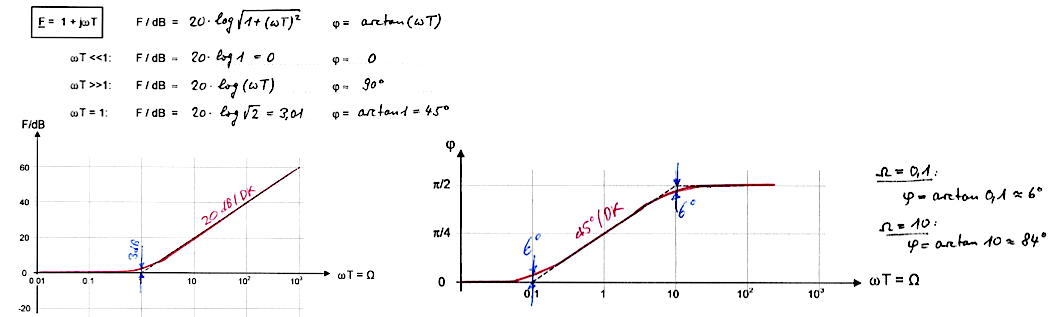 F = 1 + jωT F/dB = 20·log√1+(ωT)² φ = arctan(ωT)
ωT <<1: F/dB = 20·log 1 = 0 φ = 0
ωT >>1: F/dB = 20·log(ωT) φ = 90°
ωT = 1: F/dB = 20·log√2 = 3,01 φ = arctan 1 = 45°
F/dB
60
40
20
0
-20
20 dB/DK
3dB
0.01 0.1 1 10 10² 10³ ωT = Ω
φ
π/2
π/4
0
6°
45°/DK
6°
0.1 1 10 10² 10³ ωT = Ω
Ω = 0,1:
φ = arctan 0,1 ≈ 6°
Ω = 10:
φ = arctan 10 ≈ 84°